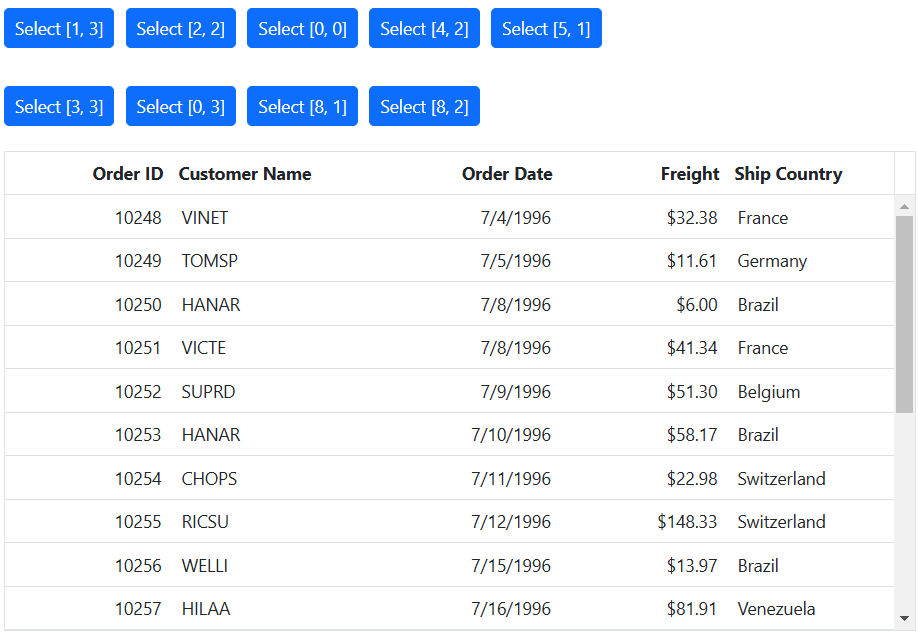 Select [1, 3] Select [2, 2] Select [0, 0] Select [4, 2] Select [5, 1]
Select [3, 3] Select [0, 3] Select [8, 1] Select [8, 2]
Order ID Customer Name Order Date Freight Ship Country
10248 VINET 7/4/1996 $32.38 France
10249 TOMSP 7/5/1996 $11.61 Germany
10250 HANAR 7/8/1996 $6.00 Brazil
10251 VICTE 7/8/1996 $41.34 France
10252 SUPRD 7/9/1996 $51.30 Belgium
10253 HANAR 7/10/1996 $58.17 Brazil
10254 CHOPS 7/11/1996 $22.98 Switzerland
10255 RICSU 7/12/1996 $148.33 Switzerland
10256 WELLI 7/15/1996 $13.97 Brazil
10257 HILAA 7/16/1996 $81.91 Venezuela